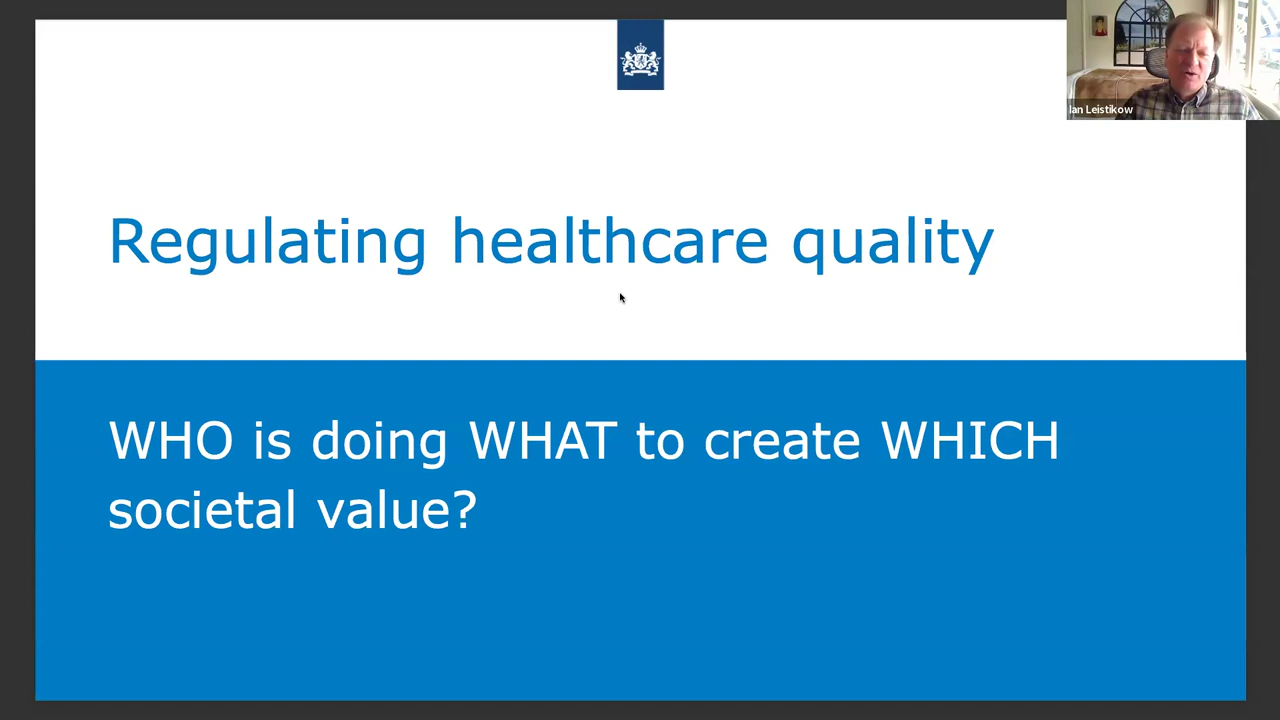 Ian Leistikow
Regulating healthcare quality
WHO is doing WHAT to create WHICH
societal value?